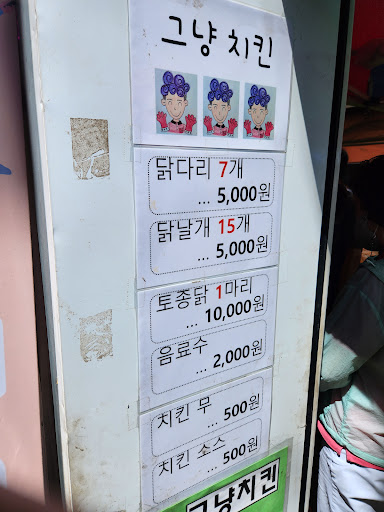 그냥 치킨
닭다리 7개
... 5,000원
닭날개 15개
... 5,000원
토종닭 1마리
... 10,000원
음료수
... 2,000원
치킨 무
... 500원
치킨 소스
... 500원
그냥치킨